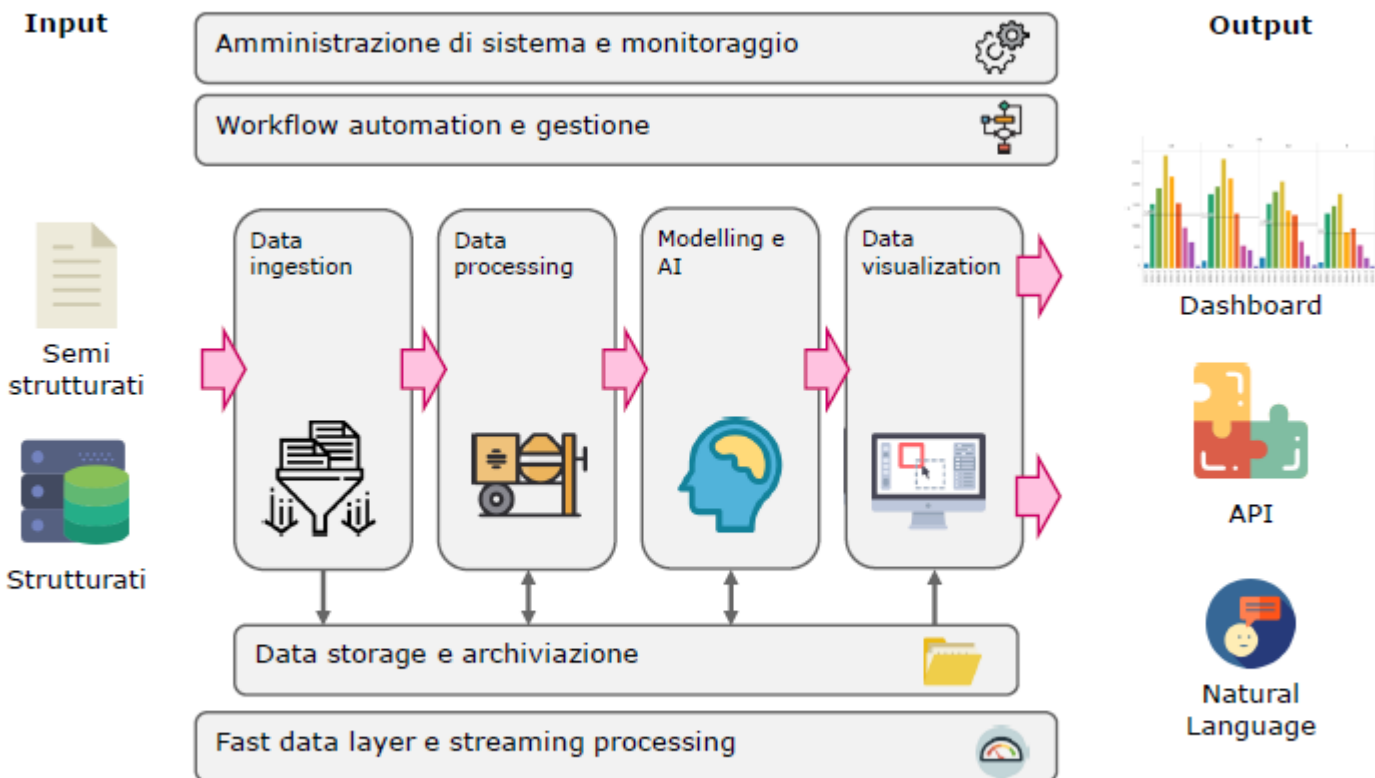 Input
Amministrazione di sistema e monitoraggio
Output
Workflow automation e gestione
Data
ingestion
Data
processing
Modelling e
AI
Data
visualization
Semi
strutturati
Strutturati
Dashboard
API
Natural
Language
Data storage e archiviazione
Fast data layer e streaming processing